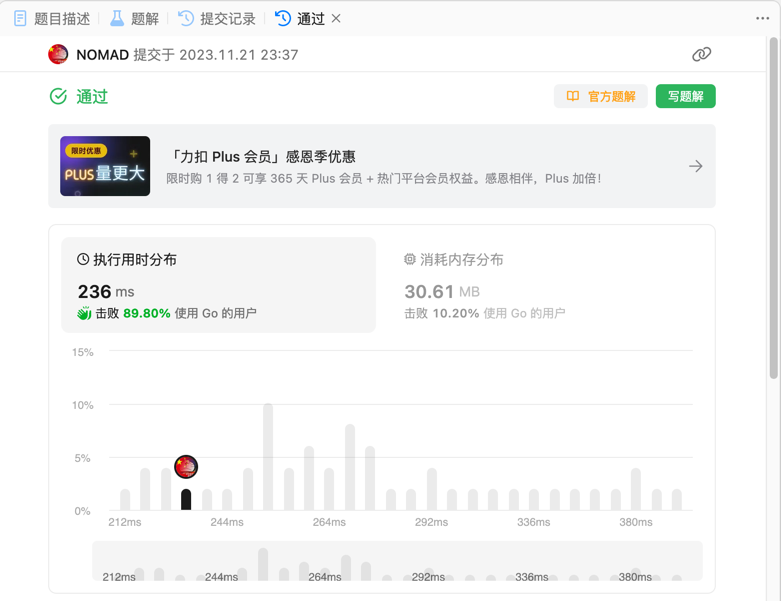 题目描述 题解 提交记录 通过
NOMAD 提交于 2023.11.21 23:37
通过 官方题解 写题解
限时优惠
PLUS量更大
「力扣 Plus 会员」感恩季优惠
限时购 1 得 2 可享 365 天 Plus 会员 + 热门平台会员权益。感恩相伴，Plus 加倍！
执行用时分布
236 ms
击败 89.80% 使用 Go 的用户
消耗内存分布
30.61 MB
击败 10.20% 使用 Go 的用户
15%
10%
5%
0%
212ms 244ms 264ms 292ms 336ms 380ms
212ms 244ms 264ms 292ms 336ms 380ms